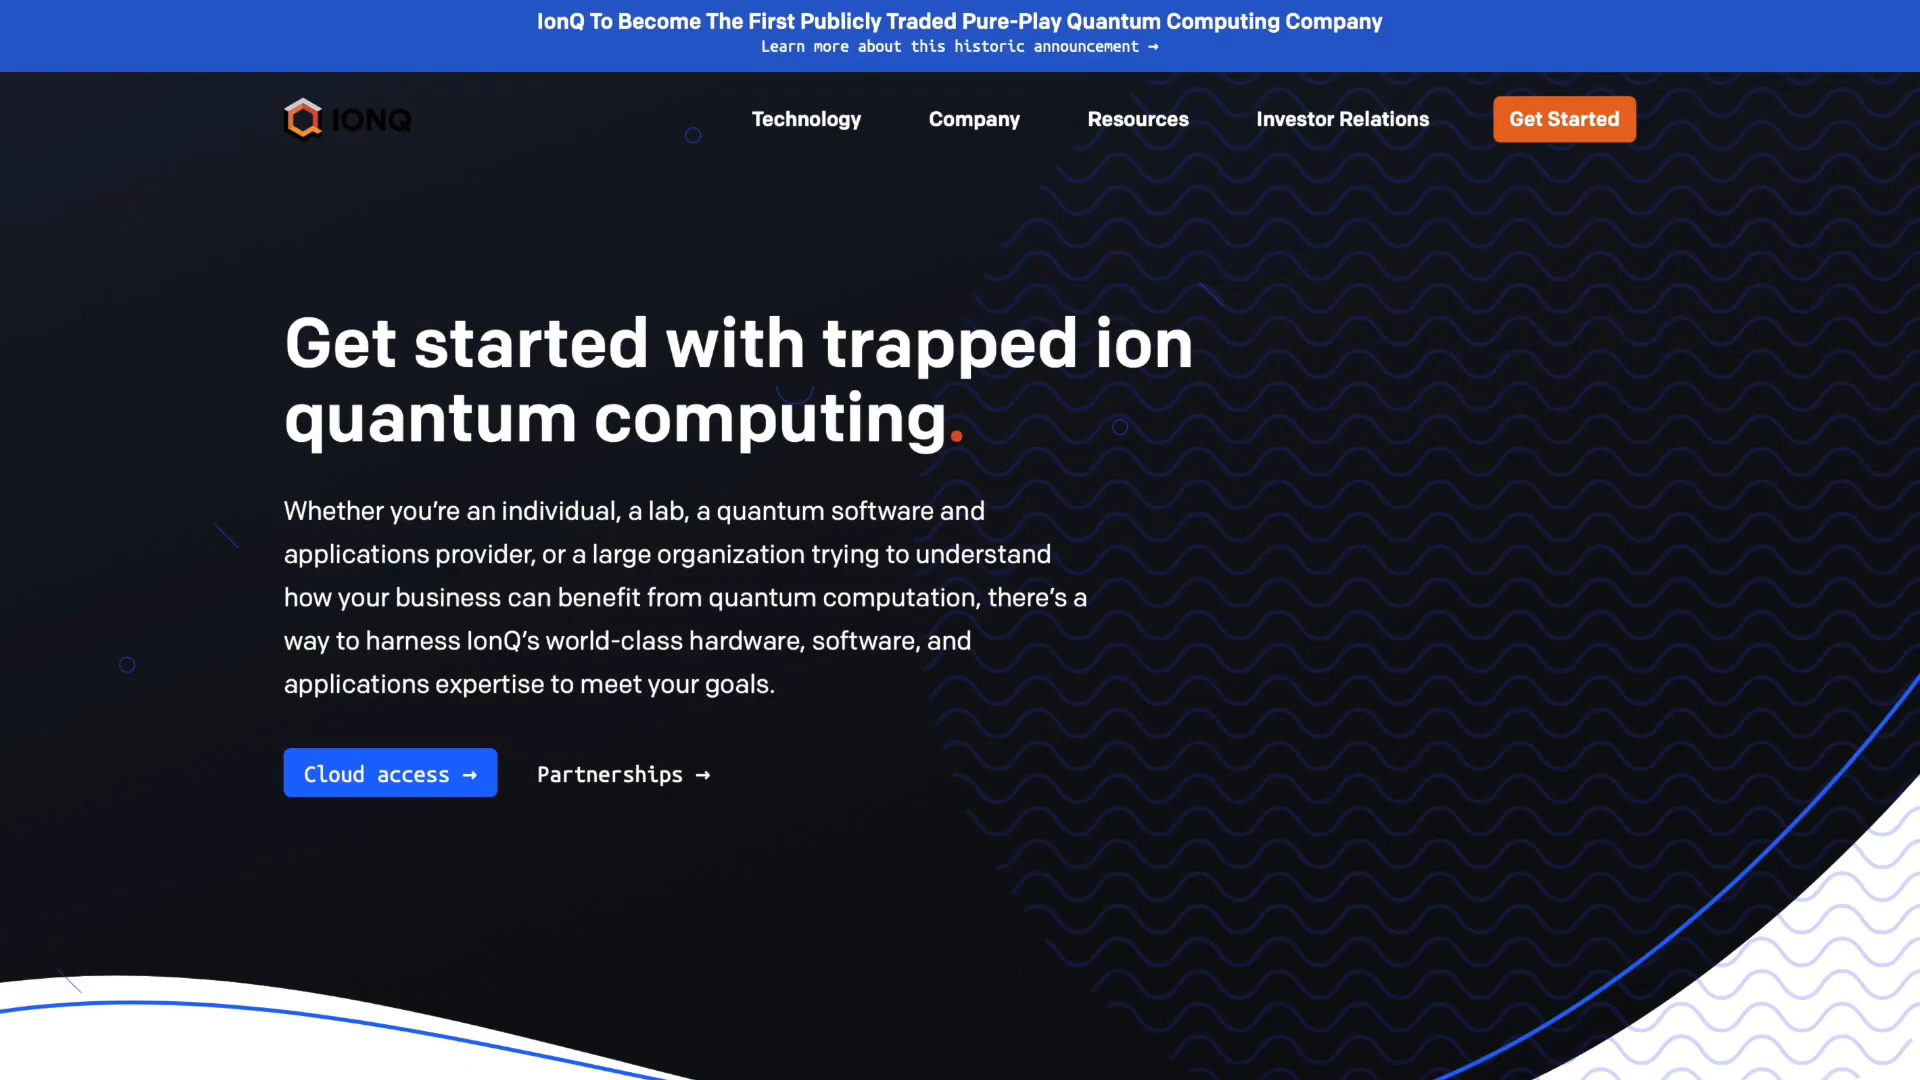 IonQ To Become The First Publicly Traded Pure-Play Quantum Computing Company
Learn more about this historic announcement →
IONQ
Technology
Company
Resources
Investor Relations
Get Started
Get started with trapped ion
quantum computing.
Whether you’re an individual, a lab, a quantum software and
applications provider, or a large organization trying to understand
how your business can benefit from quantum computation, there’s a
way to harness IonQ’s world-class hardware, software, and
applications expertise to meet your goals.
Cloud access →
Partnerships →